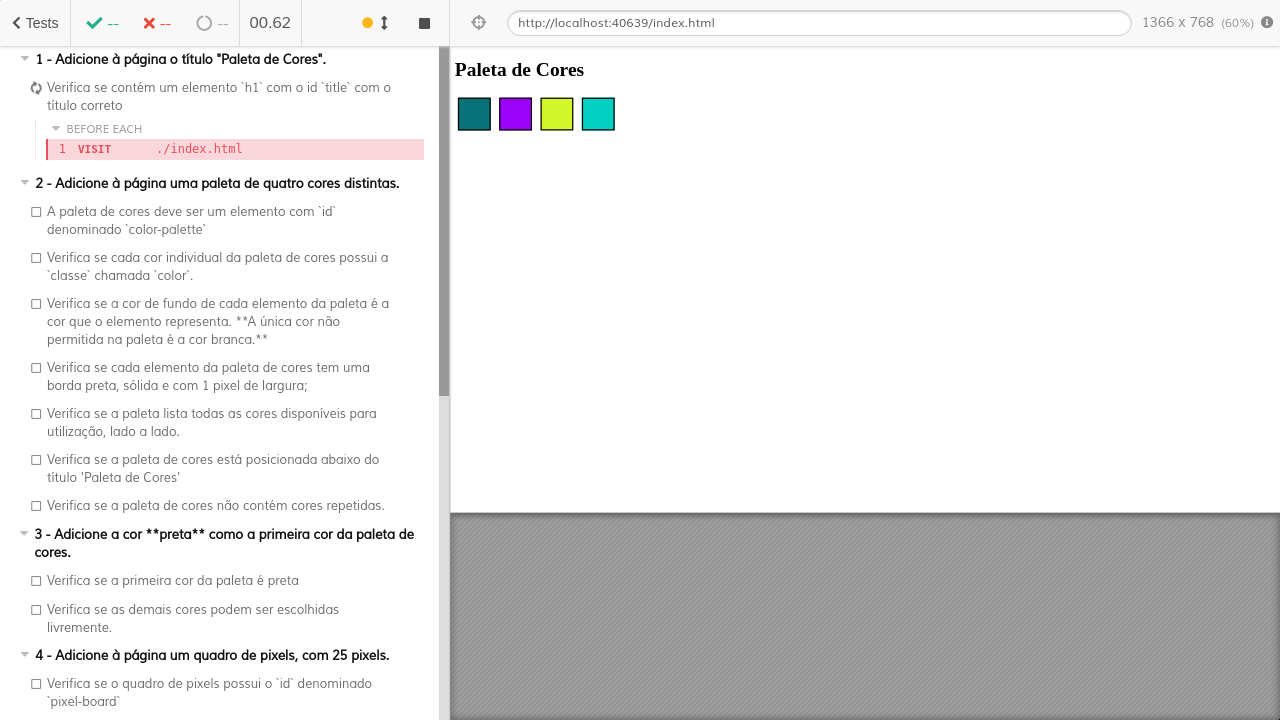 Tests
--
--
--
00.62
http://localhost:40639/index.html
1366 x 768 (60%)
1 - Adicione à página o título "Paleta de Cores".
Verifica se contém um elemento `h1` com o id `title` com o
título correto
BEFORE EACH
1 VISIT ./index.html
2 - Adicione à página uma paleta de quatro cores distintas.
A paleta de cores deve ser um elemento com `id`
denominado `color-palette`
Verifica se cada cor individual da paleta de cores possui a
`classe` chamada `color`.
Verifica se a cor de fundo de cada elemento da paleta é a
cor que o elemento representa. **A única cor não
permitida na paleta é a cor branca.**
Verifica se cada elemento da paleta de cores tem uma
borda preta, sólida e com 1 pixel de largura;
Verifica se a paleta lista todas as cores disponíveis para
utilização, lado a lado.
Verifica se a paleta de cores está posicionada abaixo do
título 'Paleta de Cores'
Verifica se a paleta de cores não contém cores repetidas.
3 - Adicione a cor **preta** como a primeira cor da paleta de
cores.
Verifica se a primeira cor da paleta é preta
Verifica se as demais cores podem ser escolhidas
livremente.
4 - Adicione à página um quadro de pixels, com 25 pixels.
Verifica se o quadro de pixels possui o `id` denominado
`pixel-board`
Paleta de Cores